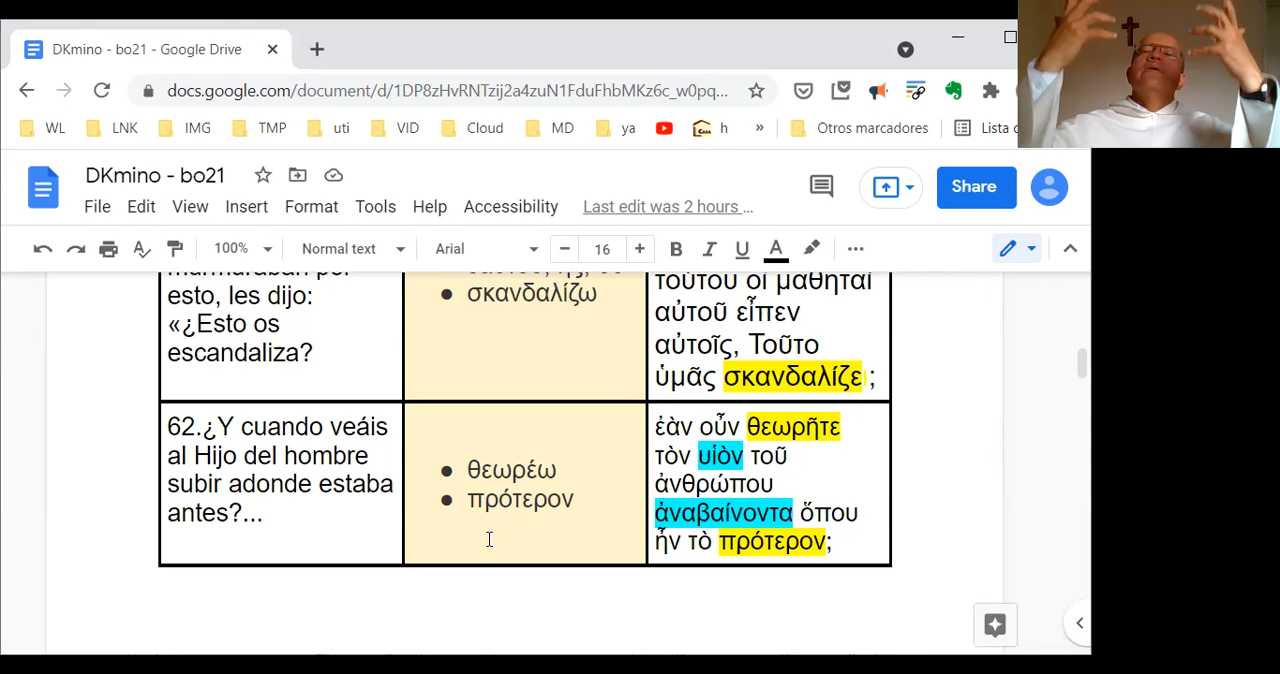 DKmino - bo21 - Google Drive
docs.google.com/document/d/1DP8zHvRNTzij2a4zuN1FduFhbMKz6c_w0pq...
WL LNK IMG TMP uti VID Cloud MD ya h » Otros marcadores Lista
DKmino - bo21
File Edit View Insert Format Tools Help Accessibility Last edit was 2 hours ...
Share
100% Normal text Arial 16 B I U A
esto, les dijo:
«¿Esto os
escandaliza?
σκανδαλίζω
τούτου οἱ μαθηταὶ
αὐτοῦ εἶπεν
αὐτοῖς, Τοῦτο
ὑμᾶς σκανδαλίζει;
62.¿Y cuando veáis
al Hijo del hombre
subir adonde estaba
antes?...
θεωρέω
πρότερον
ἐὰν οὖν θεωρῆτε
τὸν υἱὸν τοῦ
ἀνθρώπου
ἀναβαίνοντα ὅπου
ἦν τὸ πρότερον;